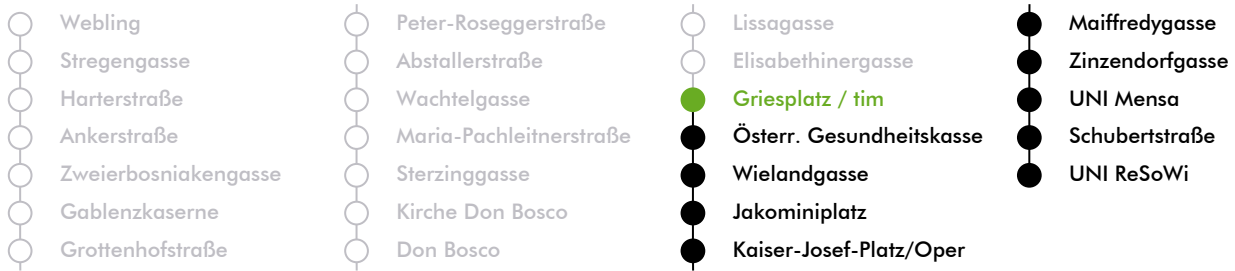 Webling
Stregengasse
Harterstraße
Ankerstraße
Zweierbosniakengasse
Gablenzkaserne
Grottenhofstraße
Peter-Roseggerstraße
Abstallerstraße
Wachtelgasse
Maria-Pachleitnerstraße
Sterzinggasse
Kirche Don Bosco
Don Bosco
Lissagasse
Elisabethinergasse
Griesplatz / tim
Österr. Gesundheitskasse
Wielandgasse
Jakominiplatz
Kaiser-Josef-Platz/Oper
Maiffredygasse
Zinzendorfgasse
UNI Mensa
Schubertstraße
UNI ReSoWi